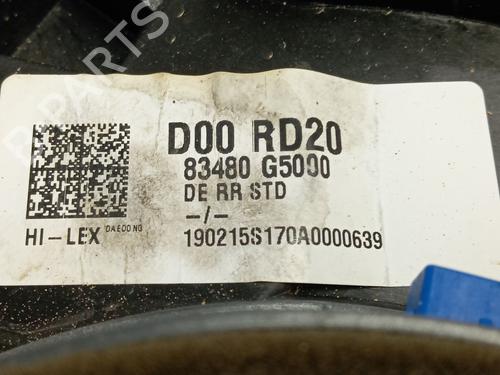 B-PARTS
D00 RD20
83480 G5000
DE RR STD
-/-
HI-LEX DAEDONG
190215S170A0000639